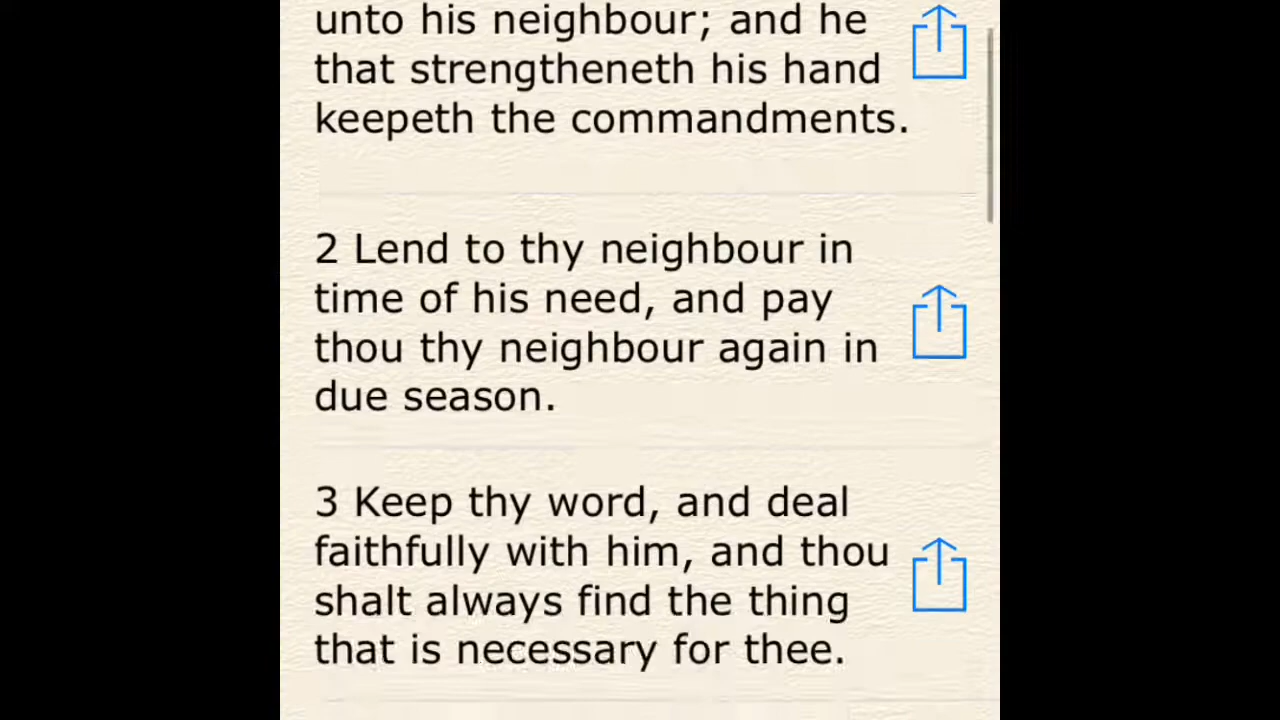 unto his neighbour; and he
that strengtheneth his hand
keepeth the commandments.
2 Lend to thy neighbour in
time of his need, and pay
thou thy neighbour again in
due season.
3 Keep thy word, and deal
faithfully with him, and thou
shalt always find the thing
that is necessary for thee.